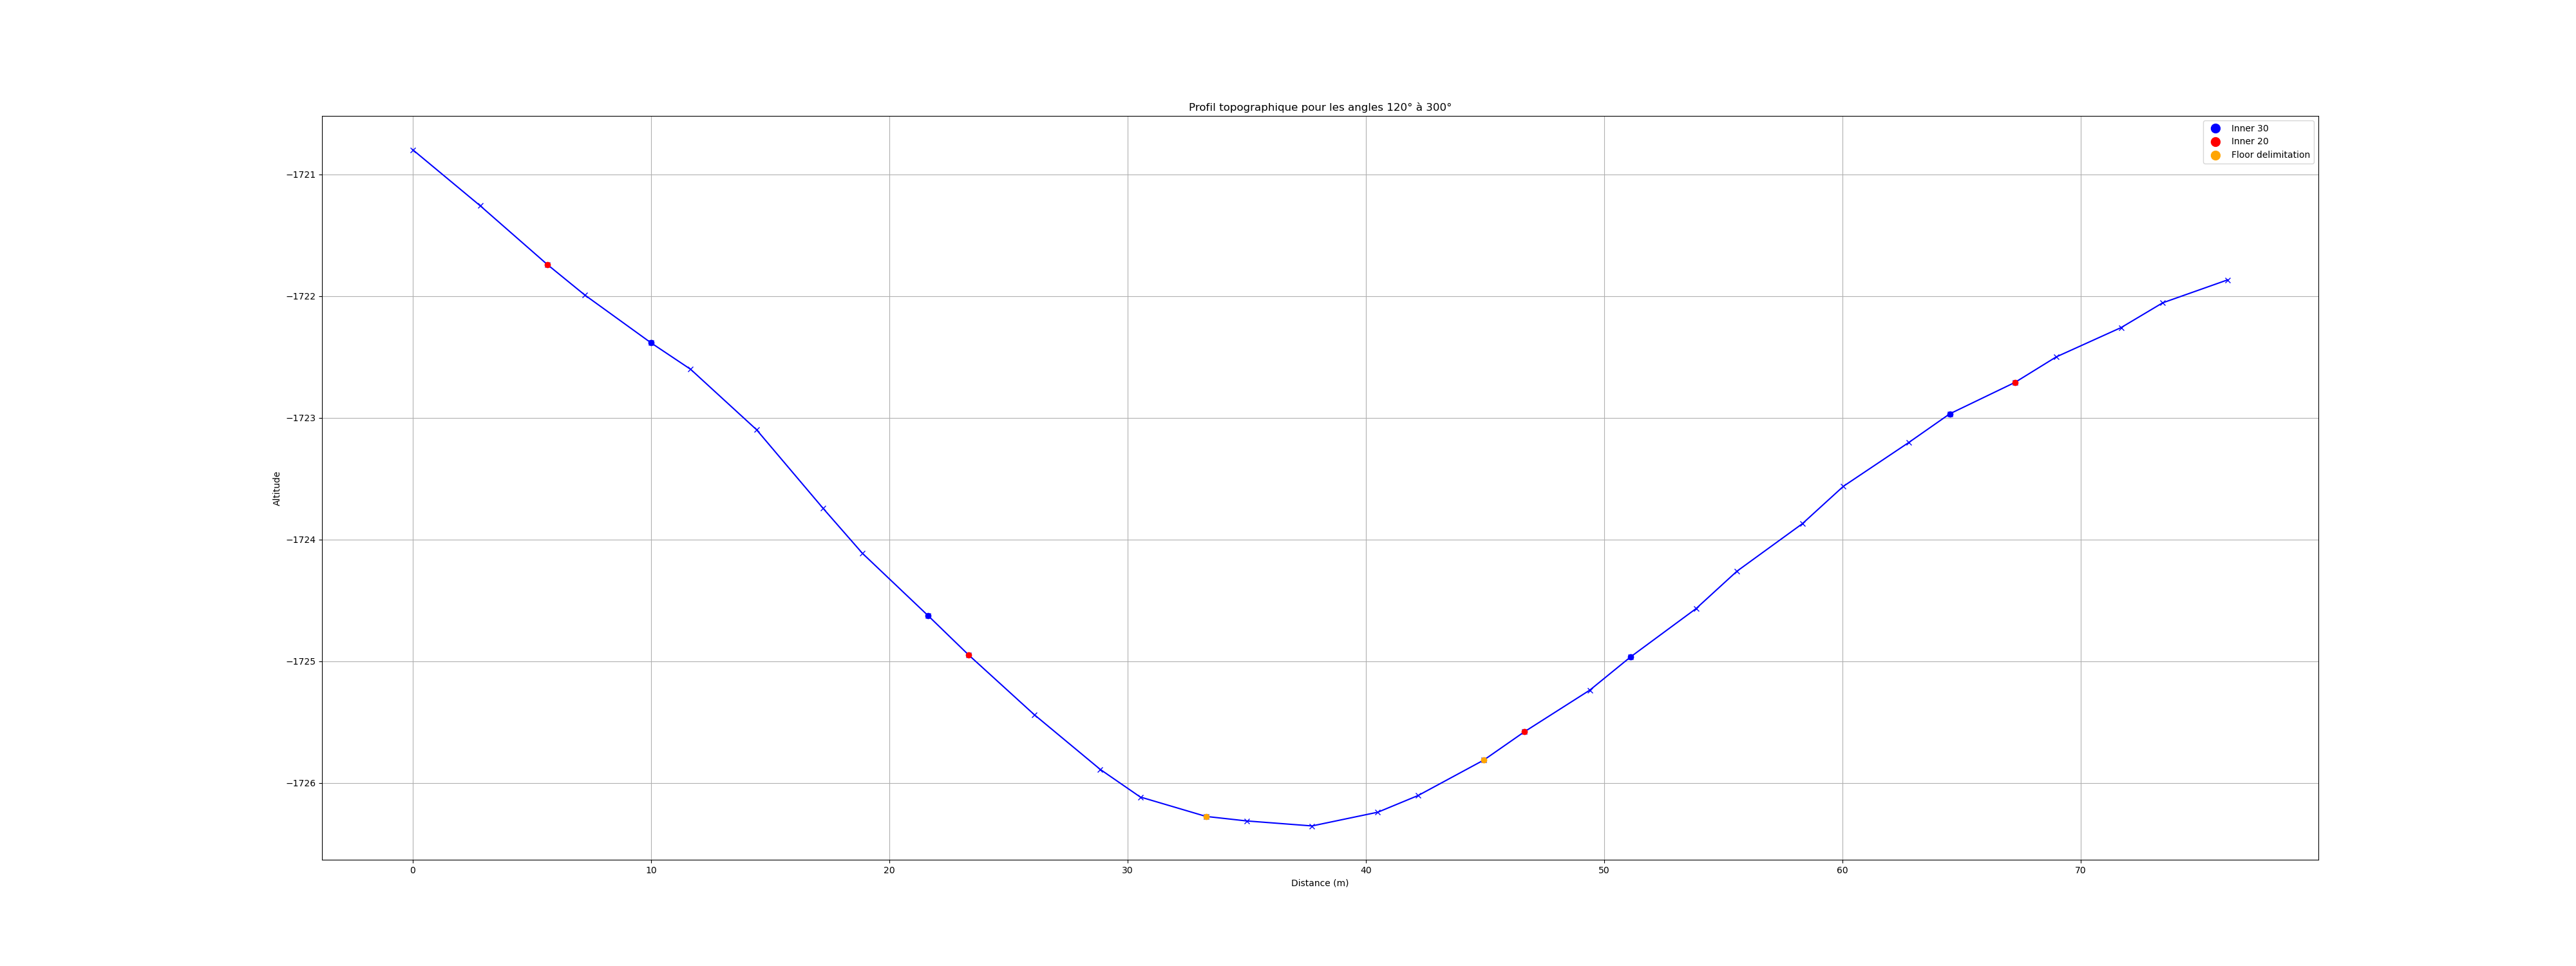 Profil topographique pour les angles 120° à 300°
Inner 30
Inner 20
Floor delimitation
−1721
−1722
−1723
−1724
−1725
−1726
Altitude
0 10 20 30 40 50 60 70
Distance (m)